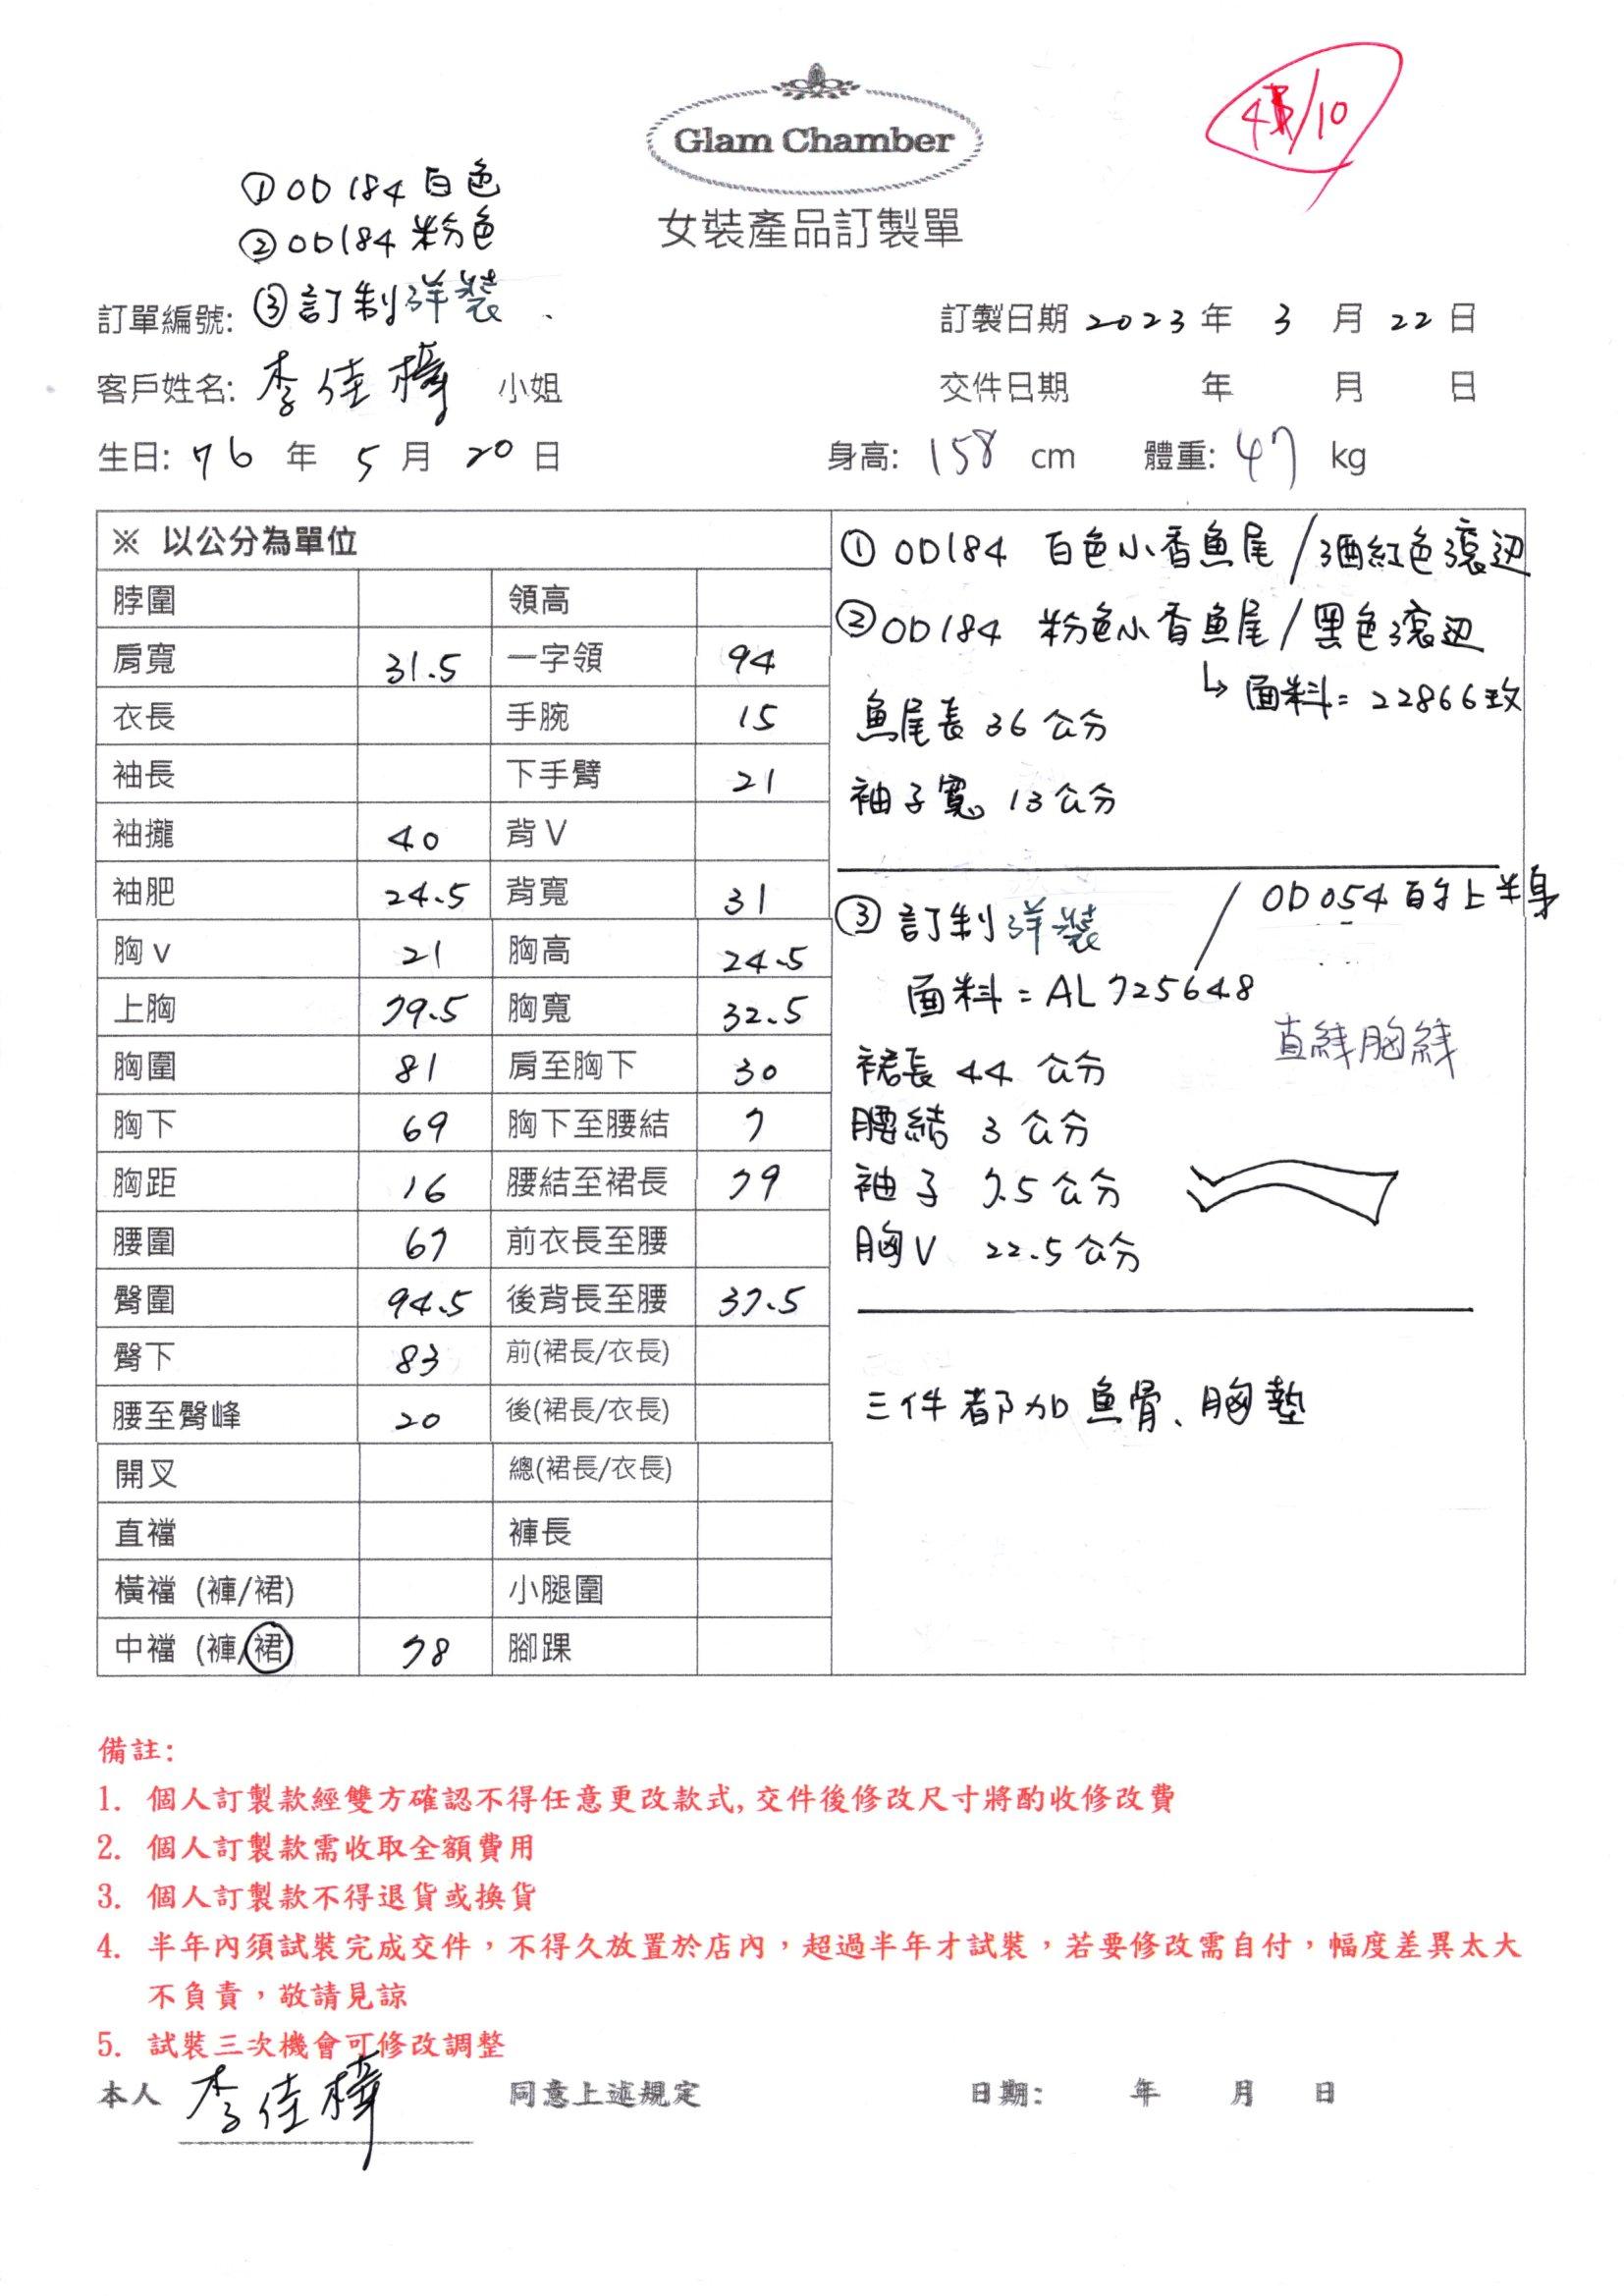 Glam Chamber
女裝產品訂製單
/10
①OD184 白色
②OD184 粉色
訂單編號: ③訂制洋裝
訂製日期 2023 年 3 月 22 日
客戶姓名: 李佳樺 小姐
交件日期 年 月 日
生日: 76 年 5 月 20 日
身高: 158 cm 體重: 47 kg
※ 以公分為單位
脖圍 領高
肩寬 31.5 一字領 94
衣長 手腕 15
袖長 下手臂 21
袖攏 40 背V
袖肥 24.5 背寬 31
胸v 21 胸高 24.5
上胸 79.5 胸寬 32.5
胸圍 81 肩至胸下 30
胸下 69 胸下至腰結 7
胸距 16 腰結至裙長 79
腰圍 67 前衣長至腰
臀圍 94.5 後背長至腰 37.5
臀下 83 前(裙長/衣長)
腰至臀峰 20 後(裙長/衣長)
開叉 總(裙長/衣長)
直襠 褲長
橫襠 (褲/裙) 小腿圍
中襠 (褲/裙) 78 腳踝
① OD184 白色小香魚尾/酒紅色滾边
② OD184 粉色小香魚尾/黑色滾边
↳ 面料=22866玫
魚尾長 36 公分
袖子寬 13公分
③ 訂制洋裝 / OD054 上半身
面料=AL725648
直綫胸綫
裙長 44 公分
腰結 3 公分
袖子 7.5公分
胸V 22.5公分
三件都加魚骨、胸墊
備註:
1. 個人訂製款經雙方確認不得任意更改款式,交件後修改尺寸將酌收修改費
2. 個人訂製款需收取全額費用
3. 個人訂製款不得退貨或換貨
4. 半年內須試裝完成交件，不得久放置於店內，超過半年才試裝，若要修改需自付，幅度差異太大
不負責，敬請見諒
5. 試裝三次機會可修改調整
本人 李佳樺 同意上述規定 日期: 年 月 日